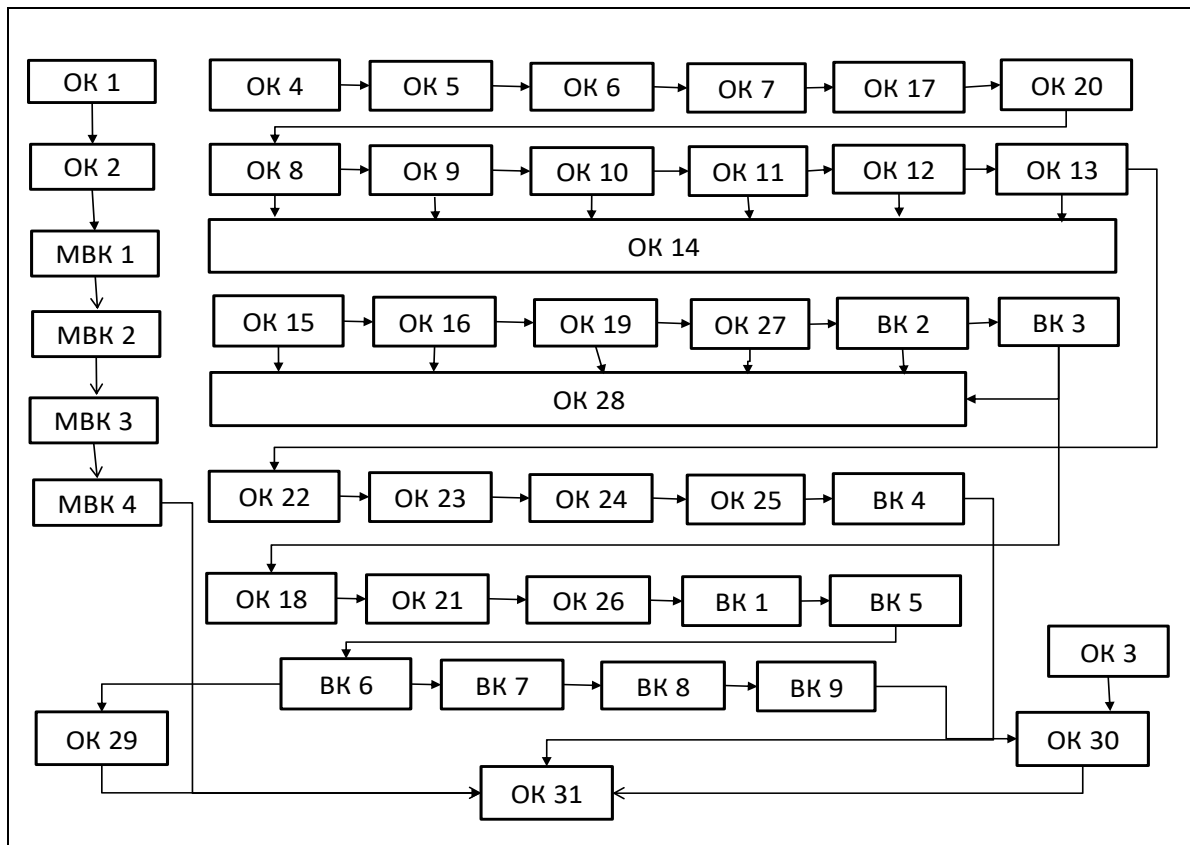 ОК 1
ОК 4
ОК 5
ОК 6
ОК 7
ОК 17
ОК 20
ОК 2
ОК 8
ОК 9
ОК 10
ОК 11
ОК 12
ОК 13
МВК 1
ОК 14
МВК 2
ОК 15
ОК 16
ОК 19
ОК 27
ВК 2
ВК 3
МВК 3
ОК 28
МВК 4
ОК 22
ОК 23
ОК 24
ОК 25
ВК 4
ОК 18
ОК 21
ОК 26
ВК 1
ВК 5
ОК 3
ВК 6
ВК 7
ВК 8
ВК 9
ОК 29
ОК 30
ОК 31